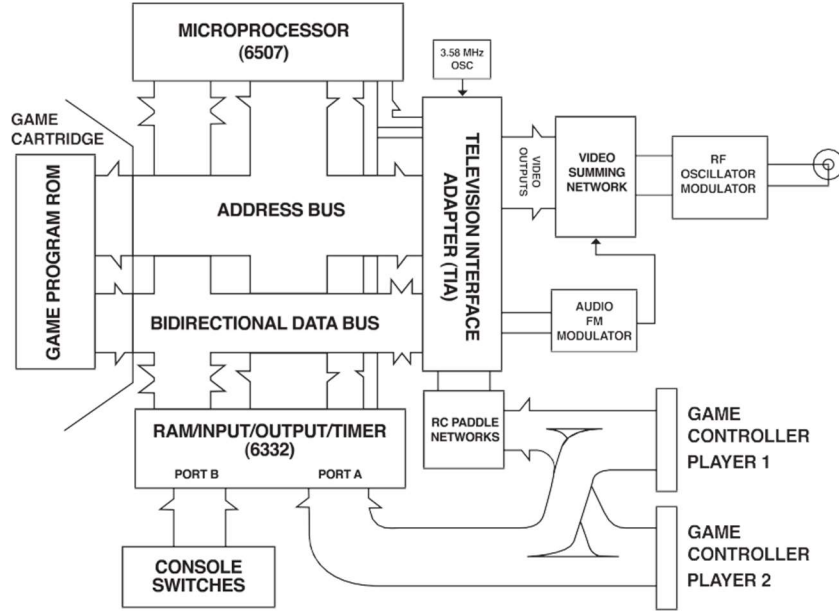 MICROPROCESSOR
(6507)
3.58 MHz
OSC
GAME
CARTRIDGE
GAME PROGRAM ROM
ADDRESS BUS
BIDIRECTIONAL DATA BUS
TELEVISION INTERFACE
ADAPTER (TIA)
VIDEO
OUTPUTS
VIDEO
SUMMING
NETWORK
RF
OSCILLATOR
MODULATOR
AUDIO
FM
MODULATOR
RAM/INPUT/OUTPUT/TIMER
(6332)
PORT B
PORT A
RC PADDLE
NETWORKS
GAME
CONTROLLER
PLAYER 1
GAME
CONTROLLER
PLAYER 2
CONSOLE
SWITCHES